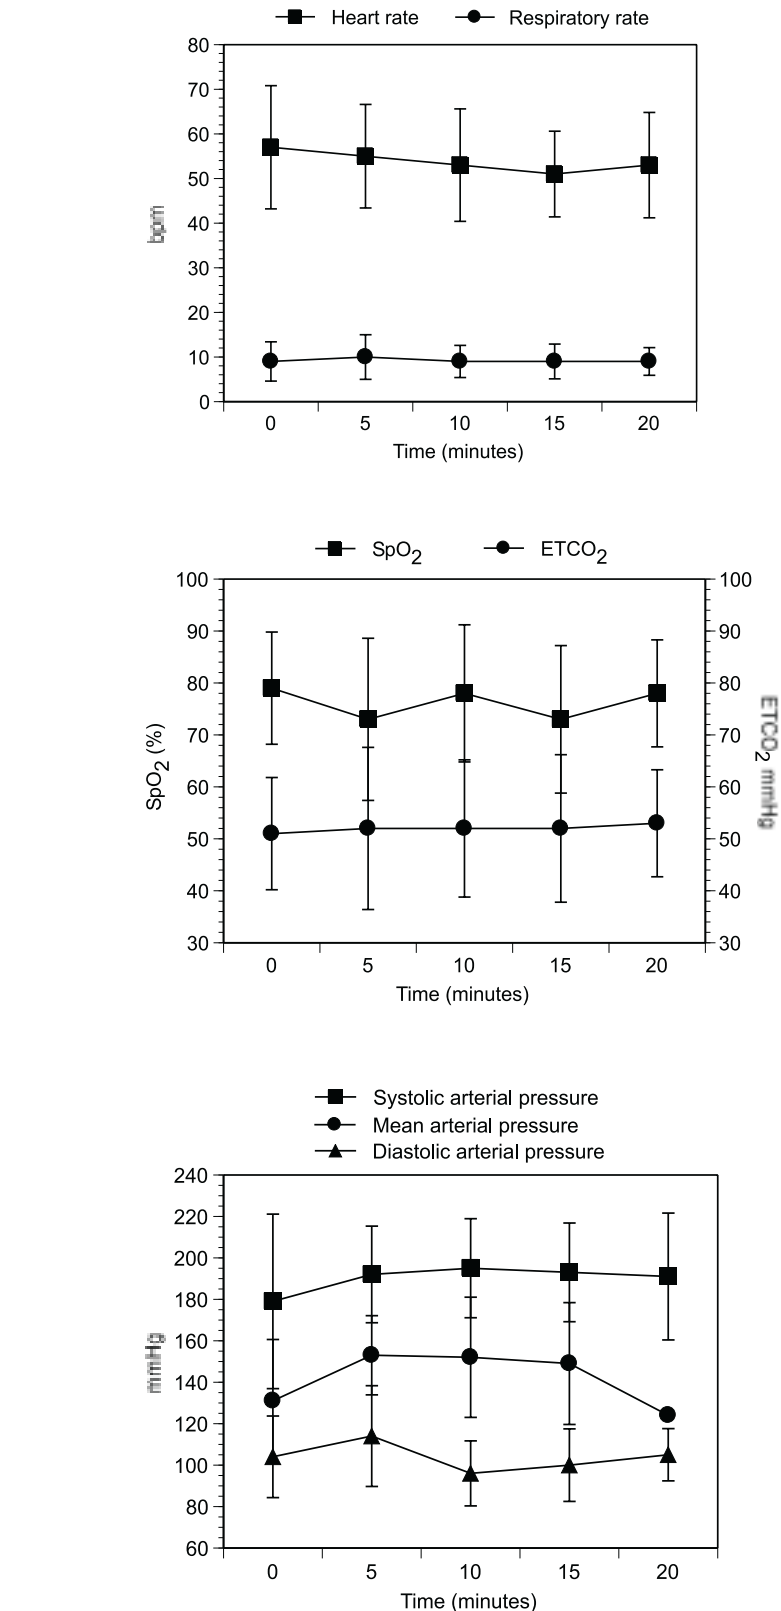 Heart rate Respiratory rate
80
70
60
50
40
30
20
10
0
bpm
0 5 10 15 20
Time (minutes)
SpO2 ETCO2
100 100
90 90
80 80
70 70
60 60
50 50
40 40
30 30
SpO2 (%)
ETCO2 mmHg
0 5 10 15 20
Time (minutes)
Systolic arterial pressure
Mean arterial pressure
Diastolic arterial pressure
240
220
200
180
160
140
120
100
80
60
mmHg
0 5 10 15 20
Time (minutes)